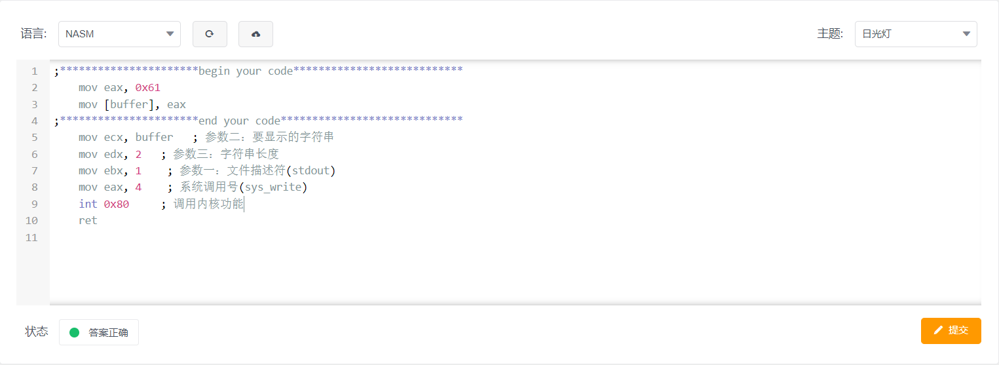 语言: NASM 主题: 日光灯
1 ;**********************begin your code***************************
2 mov eax, 0x61
3 mov [buffer], eax
4 ;**********************end your code*****************************
5 mov ecx, buffer ; 参数二：要显示的字符串
6 mov edx, 2 ; 参数三：字符串长度
7 mov ebx, 1 ; 参数一：文件描述符(stdout)
8 mov eax, 4 ; 系统调用号(sys_write)
9 int 0x80 ; 调用内核功能
10 ret
11
状态 答案正确 提交